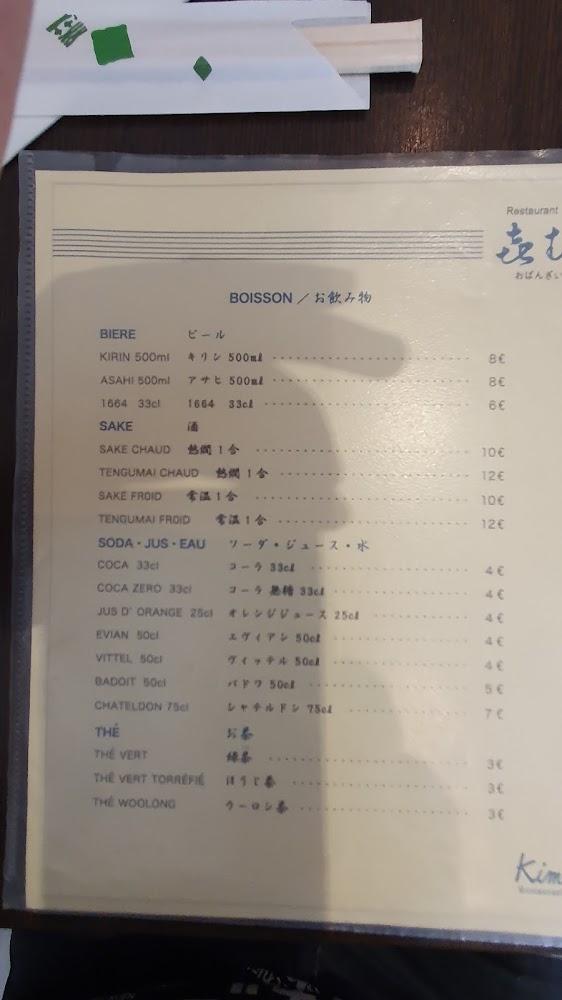 Restaurant
㐂む
おばんざい
BOISSON / お飲み物
BIERE ビール
KIRIN 500ml キリン 500ml 8€
ASAHI 500ml アサヒ 500ml 8€
1664 33cl 1664 33cl 6€
SAKE 酒
SAKE CHAUD 熱燗 1合 10€
TENGUMAI CHAUD 熱燗 1合 12€
SAKE FROID 常温 1合 10€
TENGUMAI FROID 常温 1合 12€
SODA・JUS・EAU ソーダ・ジュース・水
COCA 33cl コーラ 33cl 4€
COCA ZERO 33cl コーラ 無糖 33cl 4€
JUS D' ORANGE 25cl オレンジジュース 25cl 4€
EVIAN 50cl エヴィアン 50cl 4€
VITTEL 50cl ヴィッテル 50cl 4€
BADOIT 50cl バドワ 50cl 5€
CHATELDON 75cl シャテルドン 75cl 7€
THÉ お茶
THÉ VERT 緑茶 3€
THÉ VERT TORRÉFIÉ ほうじ茶 3€
THÉ WOOLONG ウーロン茶 3€
Kim